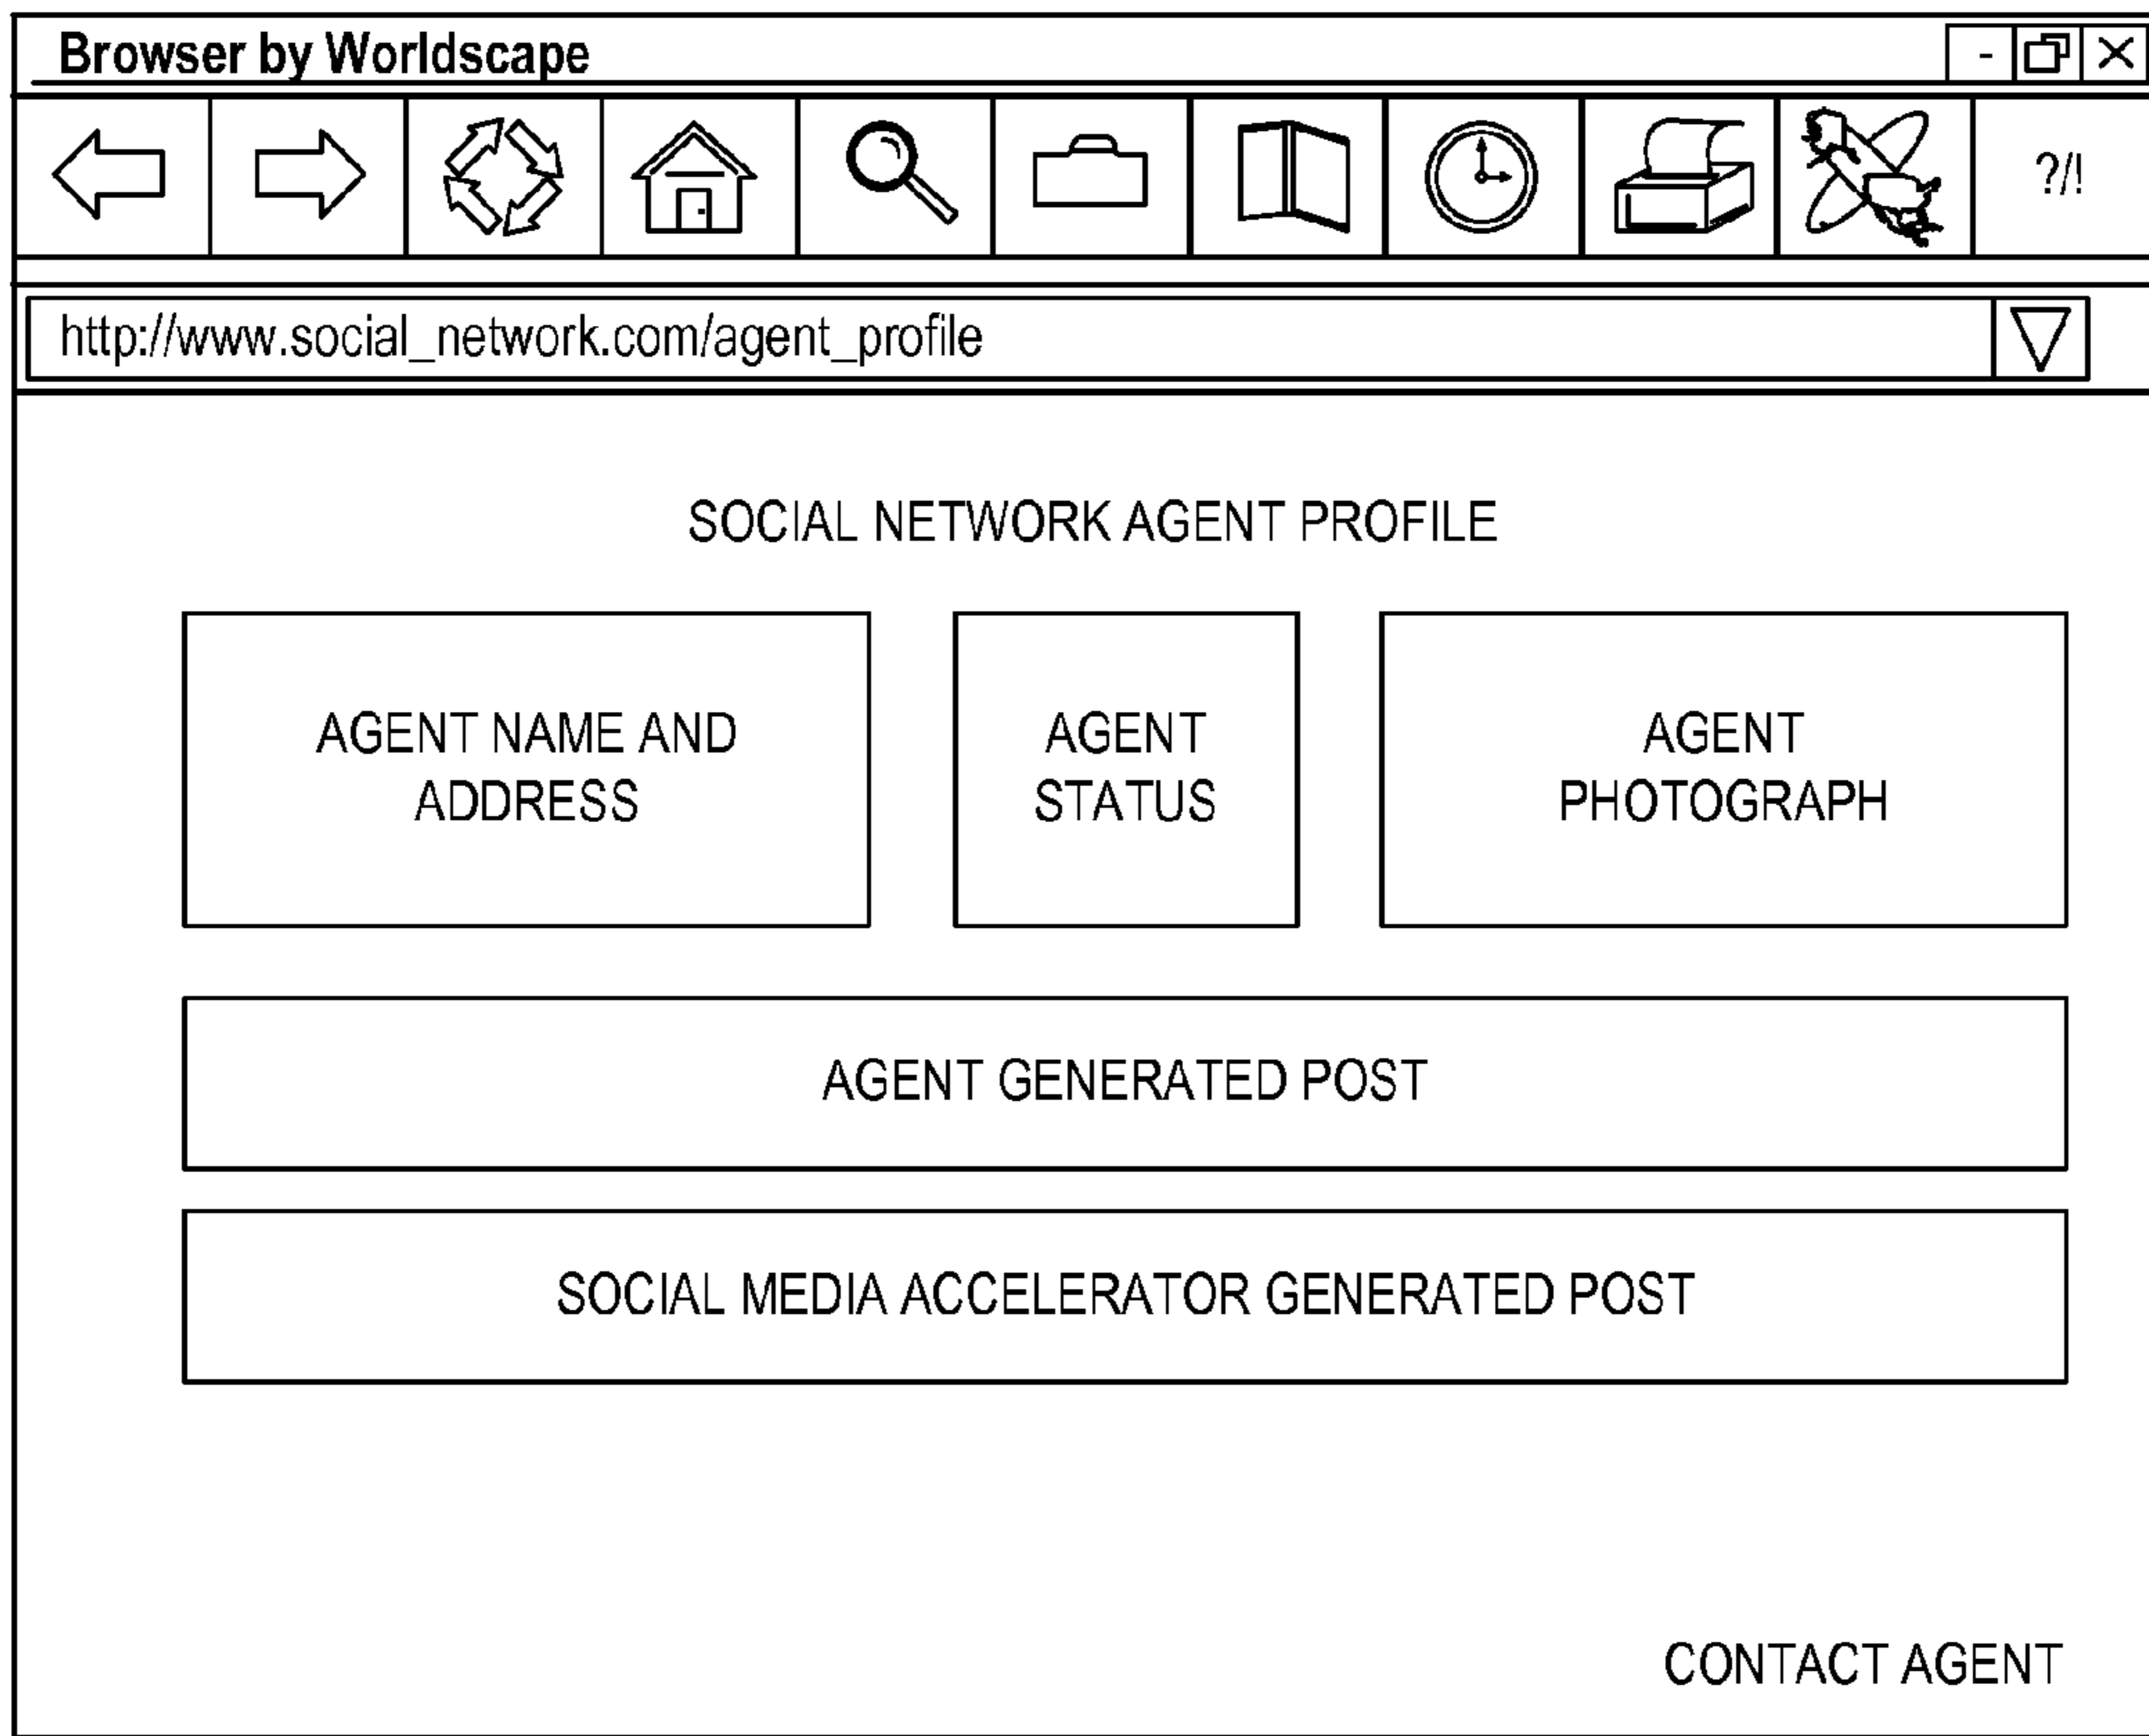 Browser by Worldscape
?/!
http://www.social_network.com/agent_profile
SOCIAL NETWORK AGENT PROFILE
AGENT NAME AND
ADDRESS
AGENT
STATUS
AGENT
PHOTOGRAPH
AGENT GENERATED POST
SOCIAL MEDIA ACCELERATOR GENERATED POST
CONTACT AGENT